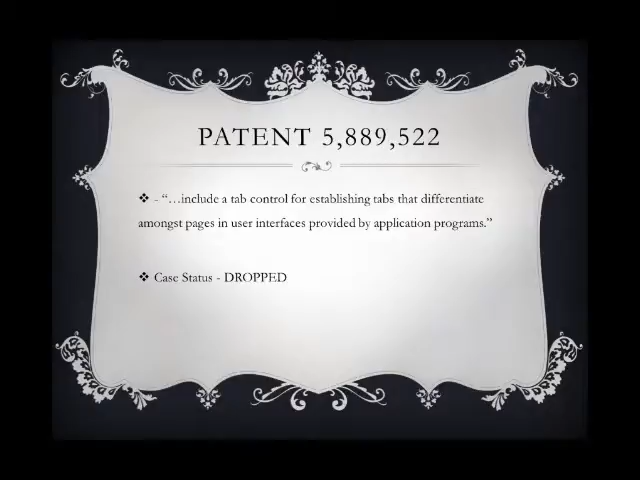 PATENT 5,889,522
❖ - “…include a tab control for establishing tabs that differentiate
amongst pages in user interfaces provided by application programs.”
❖ Case Status - DROPPED